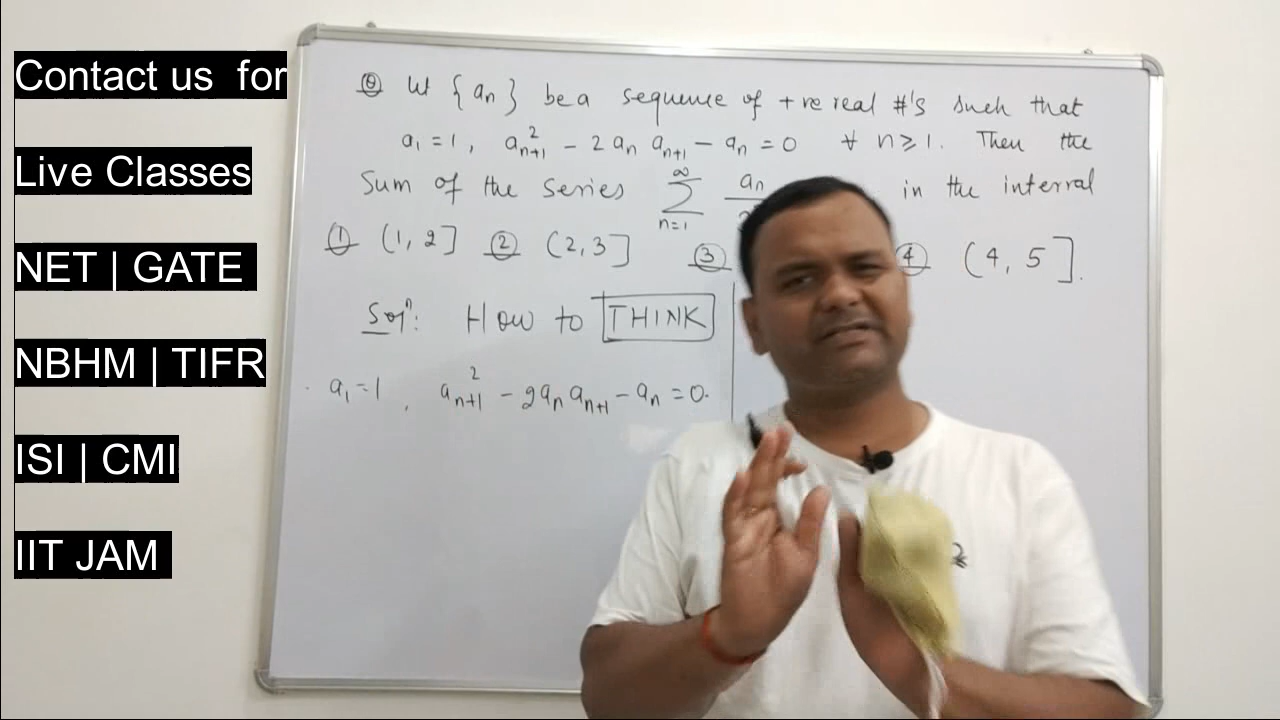 Contact us for
Live Classes
NET | GATE
NBHM | TIFR
ISI | CMI
IIT JAM
Q Let {aₙ} be a sequence of +ve real #'s such that
a₁ = 1, aₙ₊₁² - 2 aₙ aₙ₊₁ - aₙ = 0 ∀ n ≥ 1. Then the
Sum of the series ∑ₙ₌₁^∞ aₙ in the interval
① (1, 2] ② (2, 3] ③ ④ (4, 5].
Solⁿ: How to THINK
a₁ = 1, aₙ₊₁² - 2aₙ aₙ₊₁ - aₙ = 0.